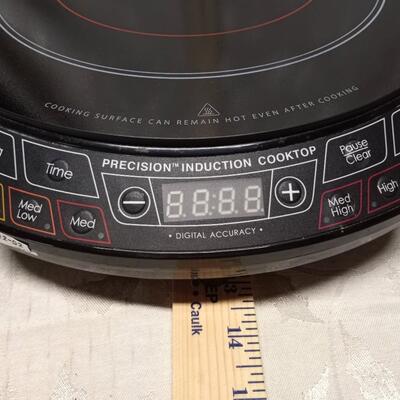 COOKING SURFACE CAN REMAIN HOT EVEN AFTER COOKING
PRECISION™ INDUCTION COOKTOP
Time
Pause
Clear
Med
Low
Med
8.8.8.8
Med
High
High
• DIGITAL ACCURACY •
13
14
• Caulk